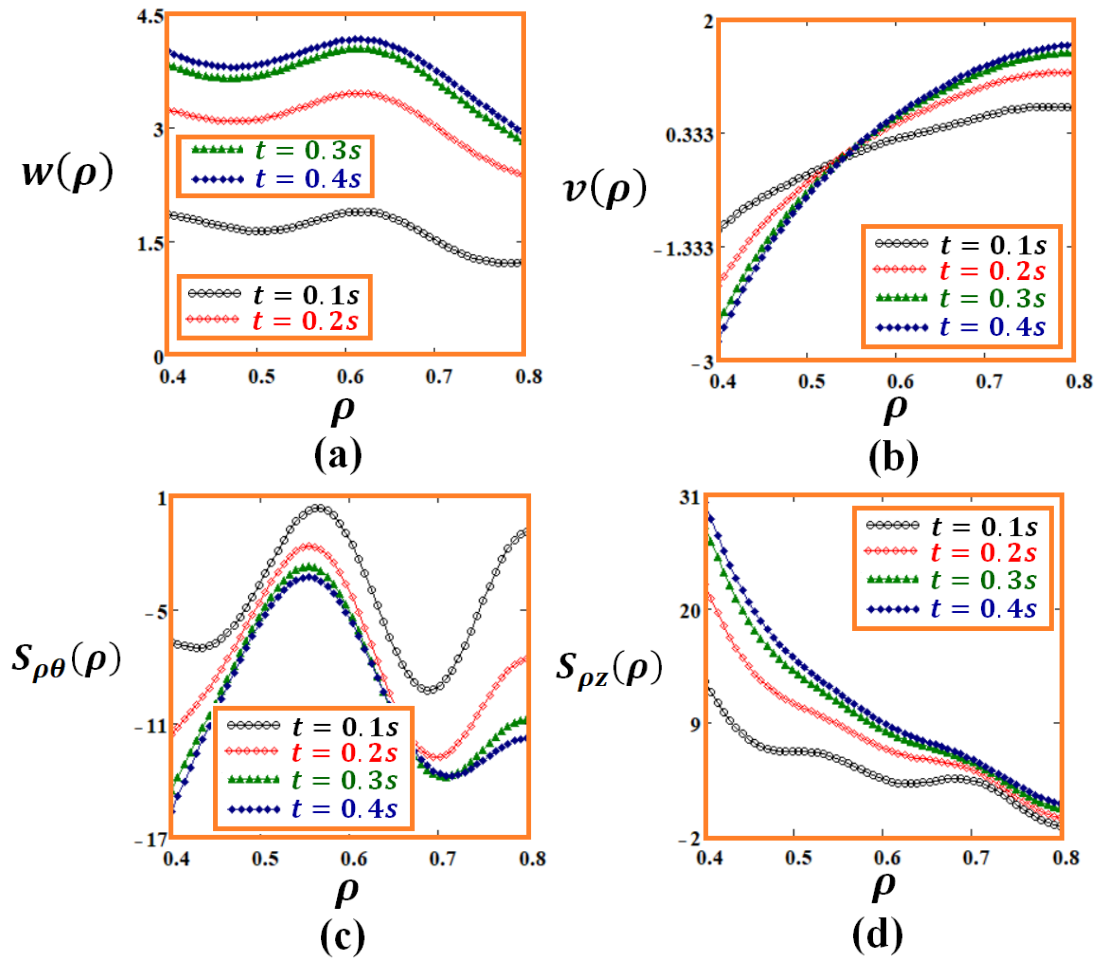 4.5
3
1.5
0
w(ρ)
t = 0.3s
t = 0.4s
t = 0.1s
t = 0.2s
0.4 0.5 0.6 0.7 0.8
ρ
(a)
2
0.333
-1.333
-3
v(ρ)
t = 0.1s
t = 0.2s
t = 0.3s
t = 0.4s
0.4 0.5 0.6 0.7 0.8
ρ
(b)
1
-5
-11
-17
S_{ρθ}(ρ)
t = 0.1s
t = 0.2s
t = 0.3s
t = 0.4s
0.4 0.5 0.6 0.7 0.8
ρ
(c)
31
20
9
-2
S_{ρz}(ρ)
t = 0.1s
t = 0.2s
t = 0.3s
t = 0.4s
0.4 0.5 0.6 0.7 0.8
ρ
(d)